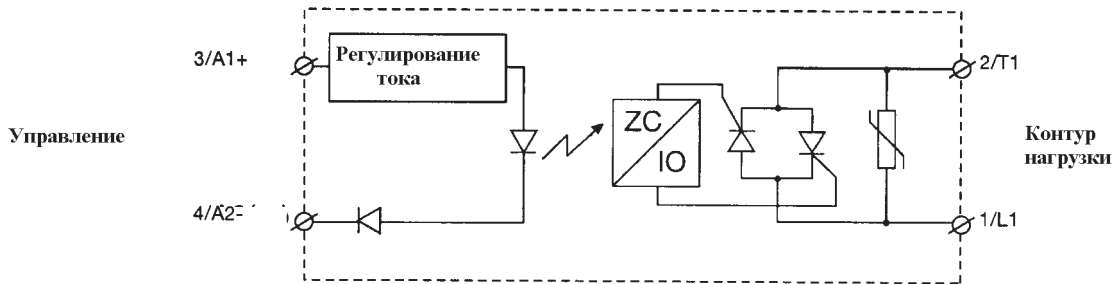 3/A1+
Регулирование
тока
2/T1
Управление
ZC
IO
Контур
нагрузки
4/A2-
1/L1